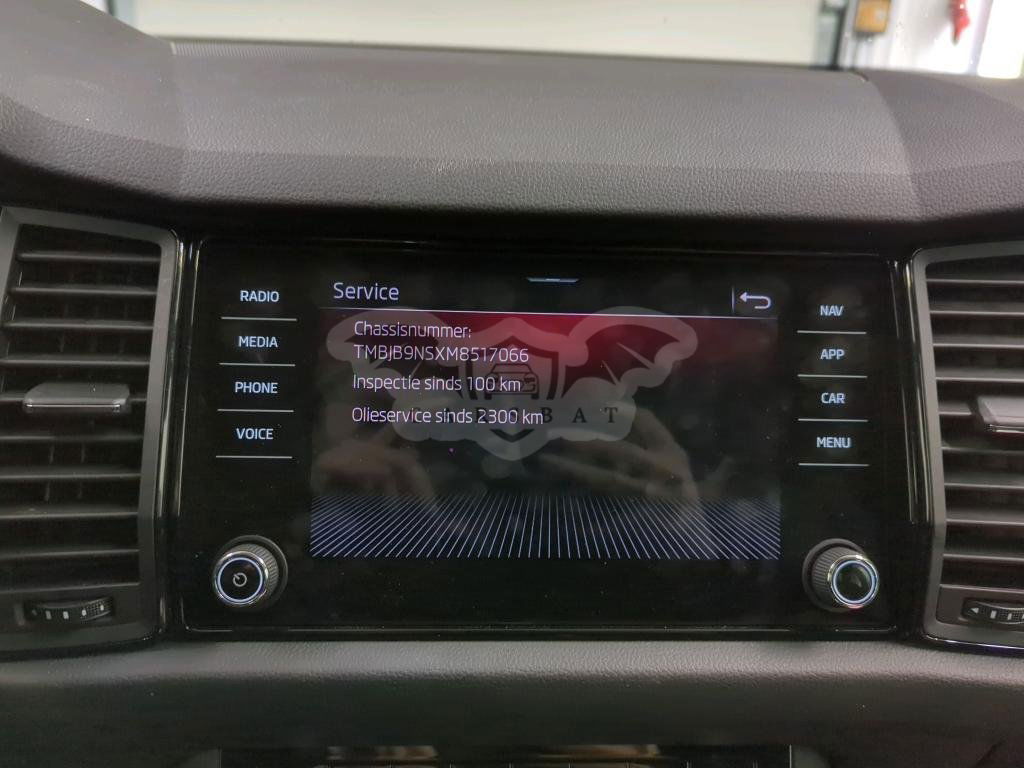 RADIO
MEDIA
PHONE
VOICE
Service
Chassisnummer:
TMBJB9NSXM8517066
Inspectie sinds 100 km
Olieservice sinds 2300 km
NAV
APP
CAR
MENU
BAT